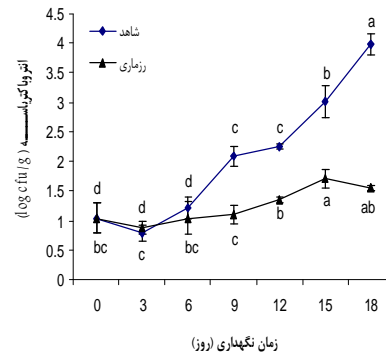 4.5
4
3.5
3
2.5
2
1.5
1
0.5
0
انتروباکتریاســـه (log cfu/g)
شاهد
رزماری
d d d c c b a
bc c bc c b a ab
0 3 6 9 12 15 18
زمان نگهداری (روز)